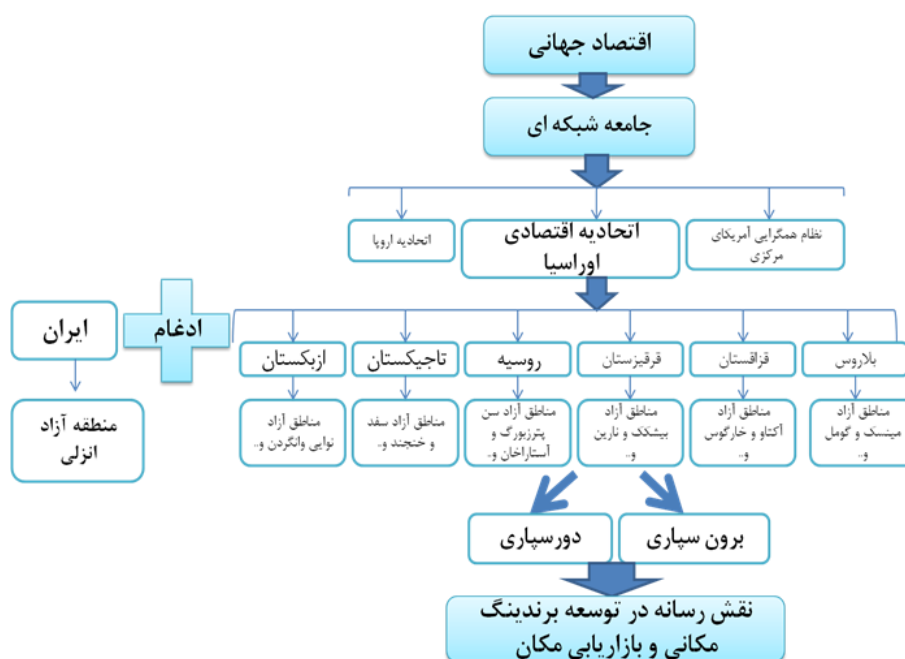 اقتصاد جهانی
جامعه شبکه ای
نظام همگرایی آمریکای
مرکزی
اتحادیه اقتصادی
اوراسیا
اتحادیه اروپا
بلاروس
قزاقستان
قرقیزستان
روسیه
تاجیکستان
ازبکستان
ادغام
ایران
مناطق آزاد
مینسک و گومل
و..
مناطق آزاد
آکتاو و خارگوس
و..
مناطق آزاد
بیشکک و نارین
و..
مناطق آزاد سن
پترزبورگ و
آستاراخان و..
مناطق آزاد سفد
و خنجند و..
مناطق آزاد
نوایی وانگردن و..
منطقه آزاد
انزلی
برون سپاری
دورسپاری
نقش رسانه در توسعه برندینگ
مکانی و بازاریابی مکان